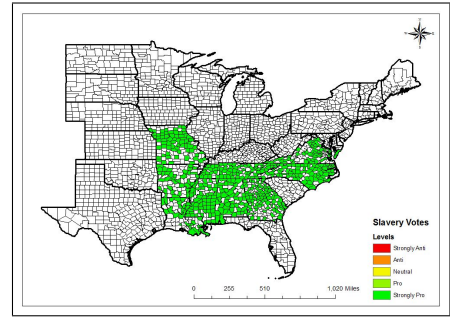 Slavery Votes
Levels
Strongly Anti
Anti
Neutral
Pro
Strongly Pro
0 255 510 1,020 Miles